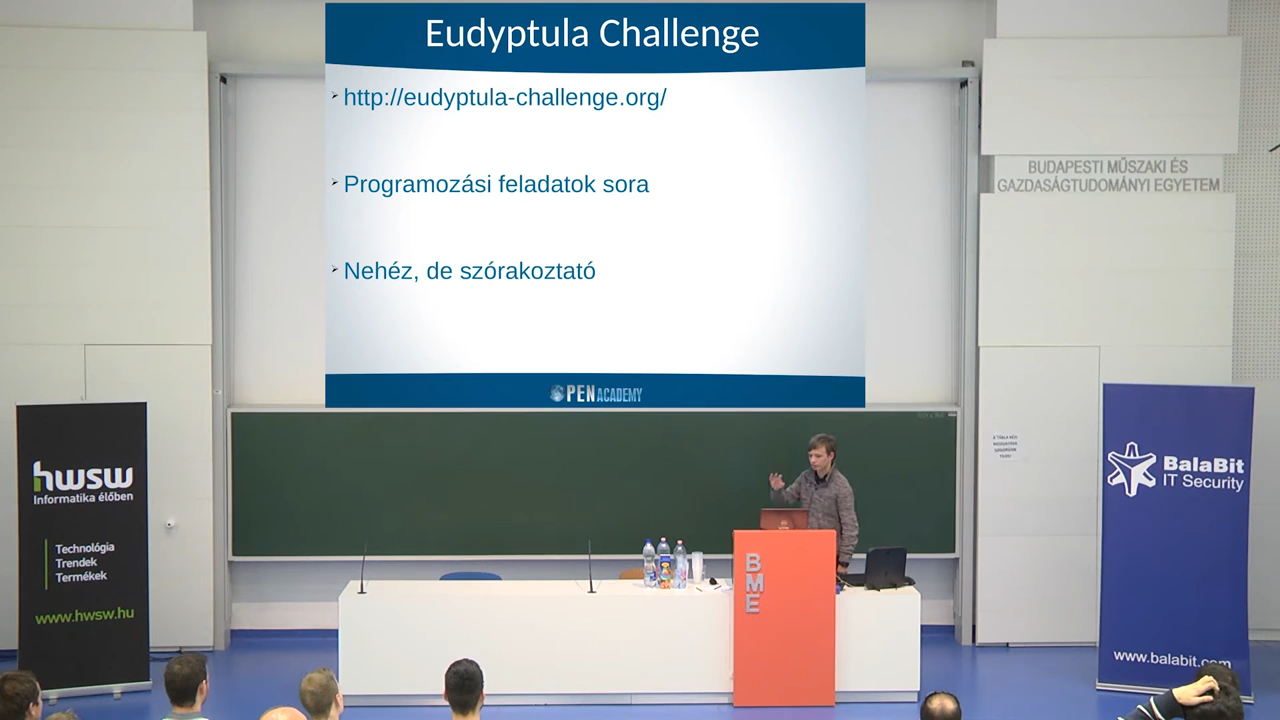 Eudyptula Challenge
http://eudyptula-challenge.org/
Programozási feladatok sora
Nehéz, de szórakoztató
PEN ACADEMY
BUDAPESTI MŰSZAKI ÉS
GAZDASÁGTUDOMÁNYI EGYETEM
hwsw
Informatika élőben
Technológia
Trendek
Termékek
www.hwsw.hu
BME
BalaBit
IT Security
www.balabit.com